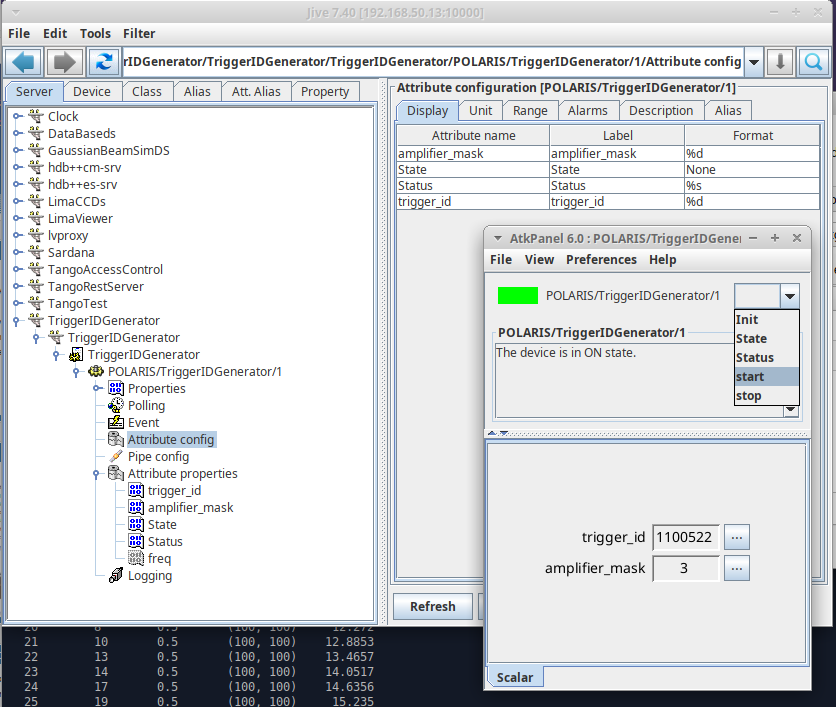 Jive 7.40 [192.168.50.13:10000]
File Edit Tools Filter
rIDGenerator/TriggerIDGenerator/TriggerIDGenerator/POLARIS/TriggerIDGenerator/1/Attribute config
Server Device Class Alias Att. Alias Property
Clock
DataBaseds
GaussianBeamSimDS
hdb++cm-srv
hdb++es-srv
LimaCCDs
LimaViewer
lvproxy
Sardana
TangoAccessControl
TangoRestServer
TangoTest
TriggerIDGenerator
TriggerIDGenerator
TriggerIDGenerator
POLARIS/TriggerIDGenerator/1
Properties
Polling
Event
Attribute config
Pipe config
Attribute properties
trigger_id
amplifier_mask
State
Status
freq
Logging
Attribute configuration [POLARIS/TriggerIDGenerator/1]
Display Unit Range Alarms Description Alias
Attribute name Label Format
amplifier_mask amplifier_mask %d
State State None
Status Status %s
trigger_id trigger_id %d
Refresh
AtkPanel 6.0 : POLARIS/TriggerIDGener
File View Preferences Help
POLARIS/TriggerIDGenerator/1
Init
State
Status
start
stop
POLARIS/TriggerIDGenerator/1
The device is in ON state.
trigger_id 1100522 ...
amplifier_mask 3 ...
Scalar
20 8 0.5 (100, 100) 12.272
21 10 0.5 (100, 100) 12.8853
22 13 0.5 (100, 100) 13.4657
23 14 0.5 (100, 100) 14.0517
24 17 0.5 (100, 100) 14.6356
25 19 0.5 (100, 100) 15.235